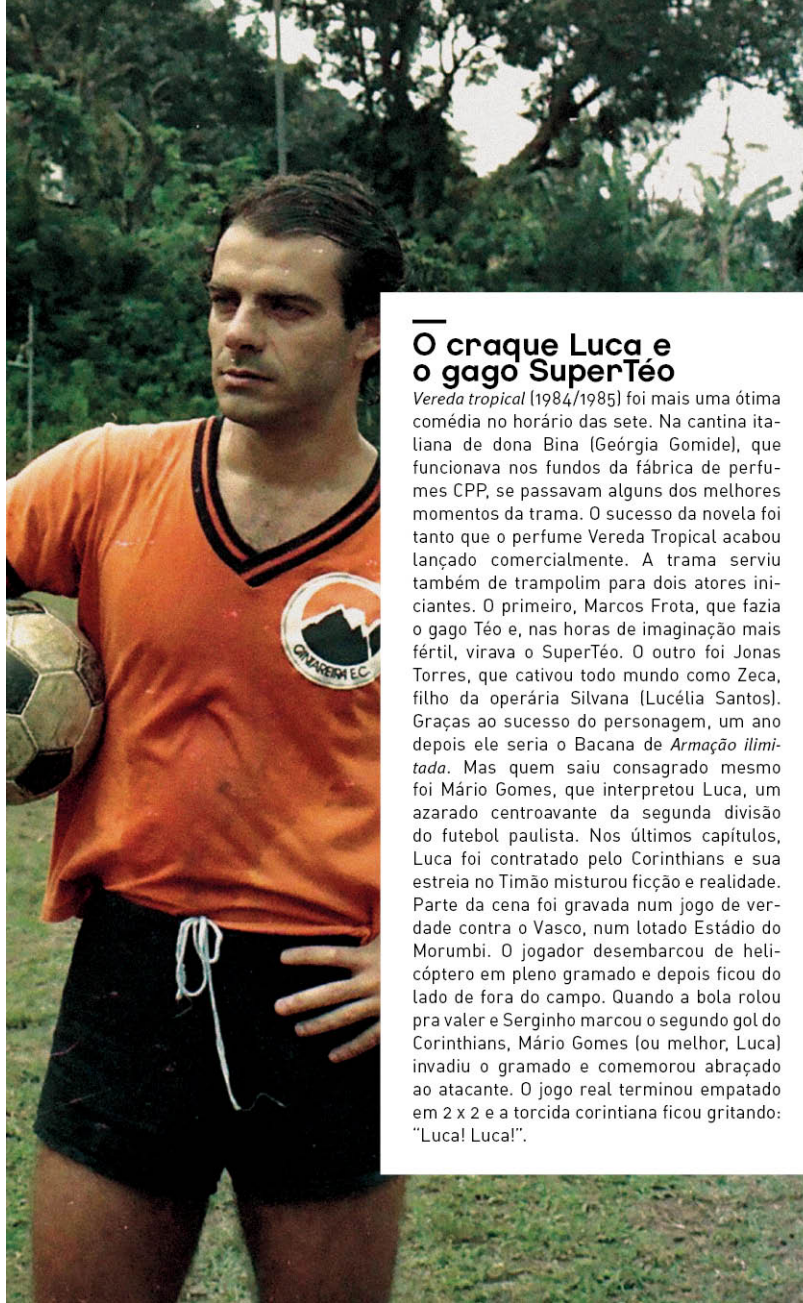 CANTAREIRA E.C.
O craque Luca e
o gago SuperTéo
Vereda tropical (1984/1985) foi mais uma ótima
comédia no horário das sete. Na cantina ita-
liana de dona Bina (Geórgia Gomide), que
funcionava nos fundos da fábrica de perfu-
mes CPP, se passavam alguns dos melhores
momentos da trama. O sucesso da novela foi
tanto que o perfume Vereda Tropical acabou
lançado comercialmente. A trama serviu
também de trampolim para dois atores ini-
ciantes. O primeiro, Marcos Frota, que fazia
o gago Téo e, nas horas de imaginação mais
fértil, virava o SuperTéo. O outro foi Jonas
Torres, que cativou todo mundo como Zeca,
filho da operária Silvana (Lucélia Santos).
Graças ao sucesso do personagem, um ano
depois ele seria o Bacana de Armação ilimi-
tada. Mas quem saiu consagrado mesmo
foi Mário Gomes, que interpretou Luca, um
azarado centroavante da segunda divisão
do futebol paulista. Nos últimos capítulos,
Luca foi contratado pelo Corinthians e sua
estreia no Timão misturou ficção e realidade.
Parte da cena foi gravada num jogo de ver-
dade contra o Vasco, num lotado Estádio do
Morumbi. O jogador desembarcou de heli-
cóptero em pleno gramado e depois ficou do
lado de fora do campo. Quando a bola rolou
pra valer e Serginho marcou o segundo gol do
Corinthians, Mário Gomes (ou melhor, Luca)
invadiu o gramado e comemorou abraçado
ao atacante. O jogo real terminou empatado
em 2 x 2 e a torcida corintiana ficou gritando:
“Luca! Luca!”.